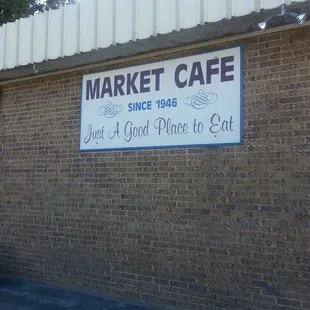 MARKET CAFE
SINCE 1946
Just A Good Place to Eat